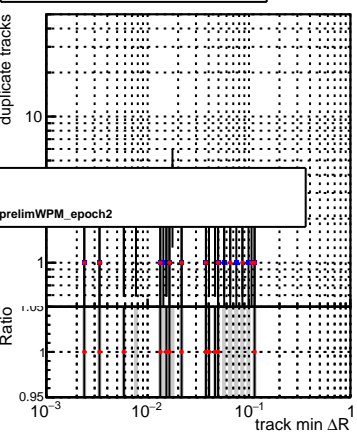 duplicate tracks
10
prelimWPM_epoch2
1
1.05
Ratio
1
0.95
10⁻³ 10⁻² 10⁻¹ 1
track min ΔR